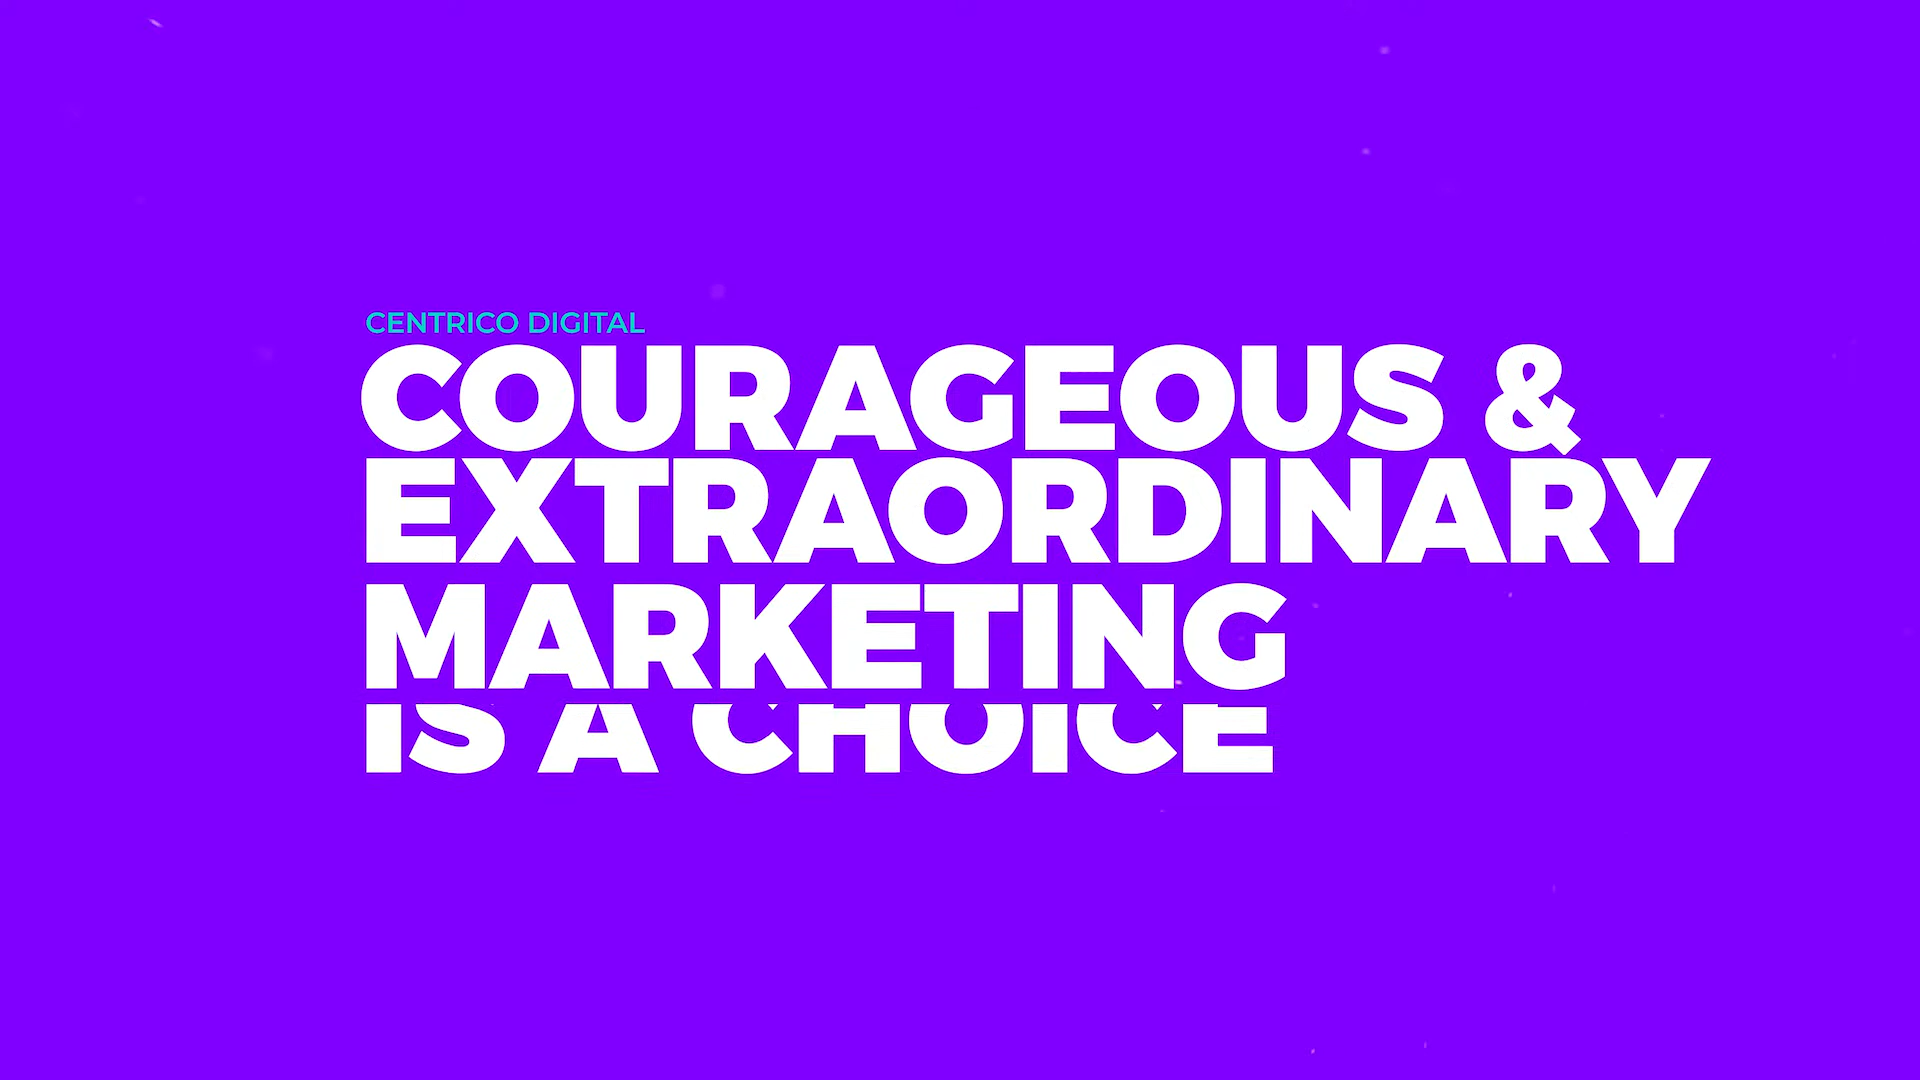 CENTRICO DIGITAL
COURAGEOUS &
EXTRAORDINARY
MARKETING
IS A CHOICE